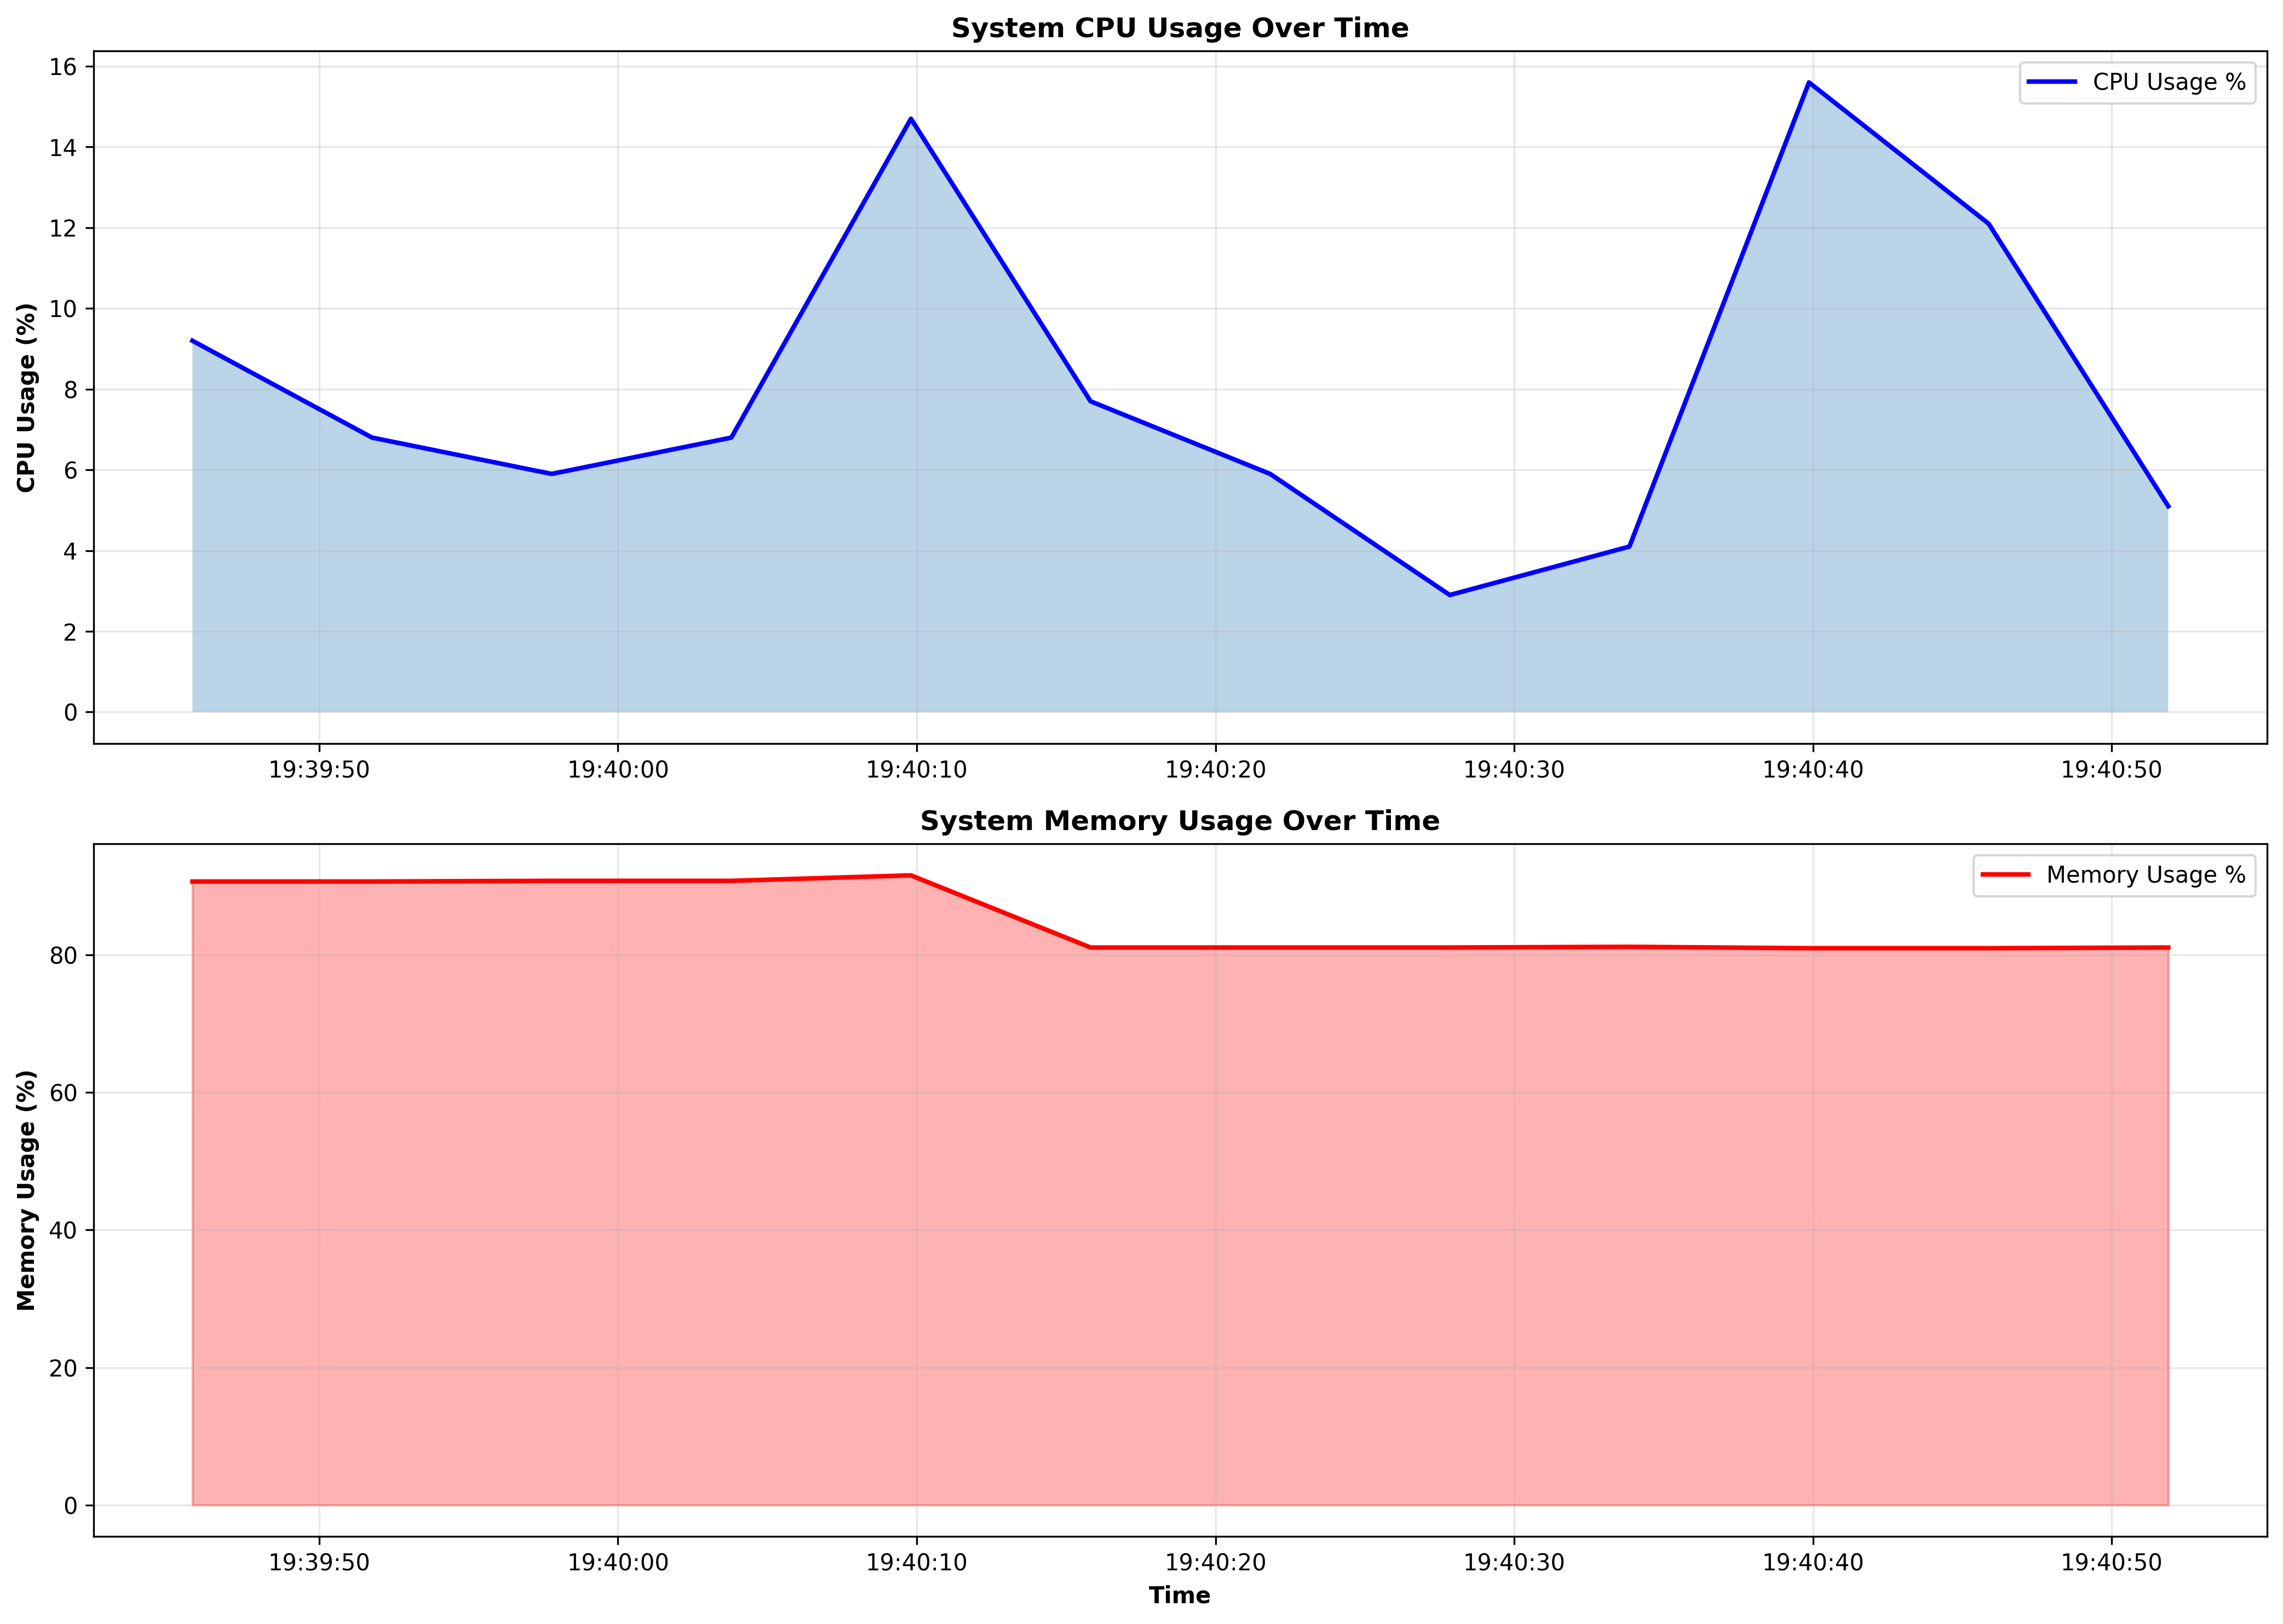 System CPU Usage Over Time
CPU Usage %
CPU Usage (%)
16
14
12
10
8
6
4
2
0
19:39:50 19:40:00 19:40:10 19:40:20 19:40:30 19:40:40 19:40:50
System Memory Usage Over Time
Memory Usage %
Memory Usage (%)
80
60
40
20
0
19:39:50 19:40:00 19:40:10 19:40:20 19:40:30 19:40:40 19:40:50
Time